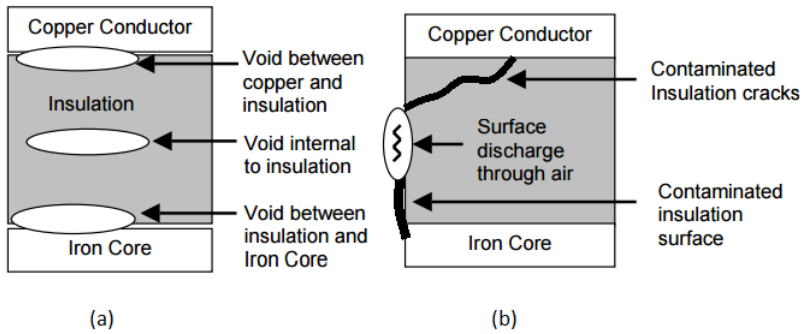 Copper Conductor
Void between
copper and
insulation
Insulation
Void internal
to insulation
Void between
insulation and
Iron Core
Iron Core
(a)
Copper Conductor
Contaminated
Insulation cracks
Surface
discharge
through air
Contaminated
insulation
surface
Iron Core
(b)